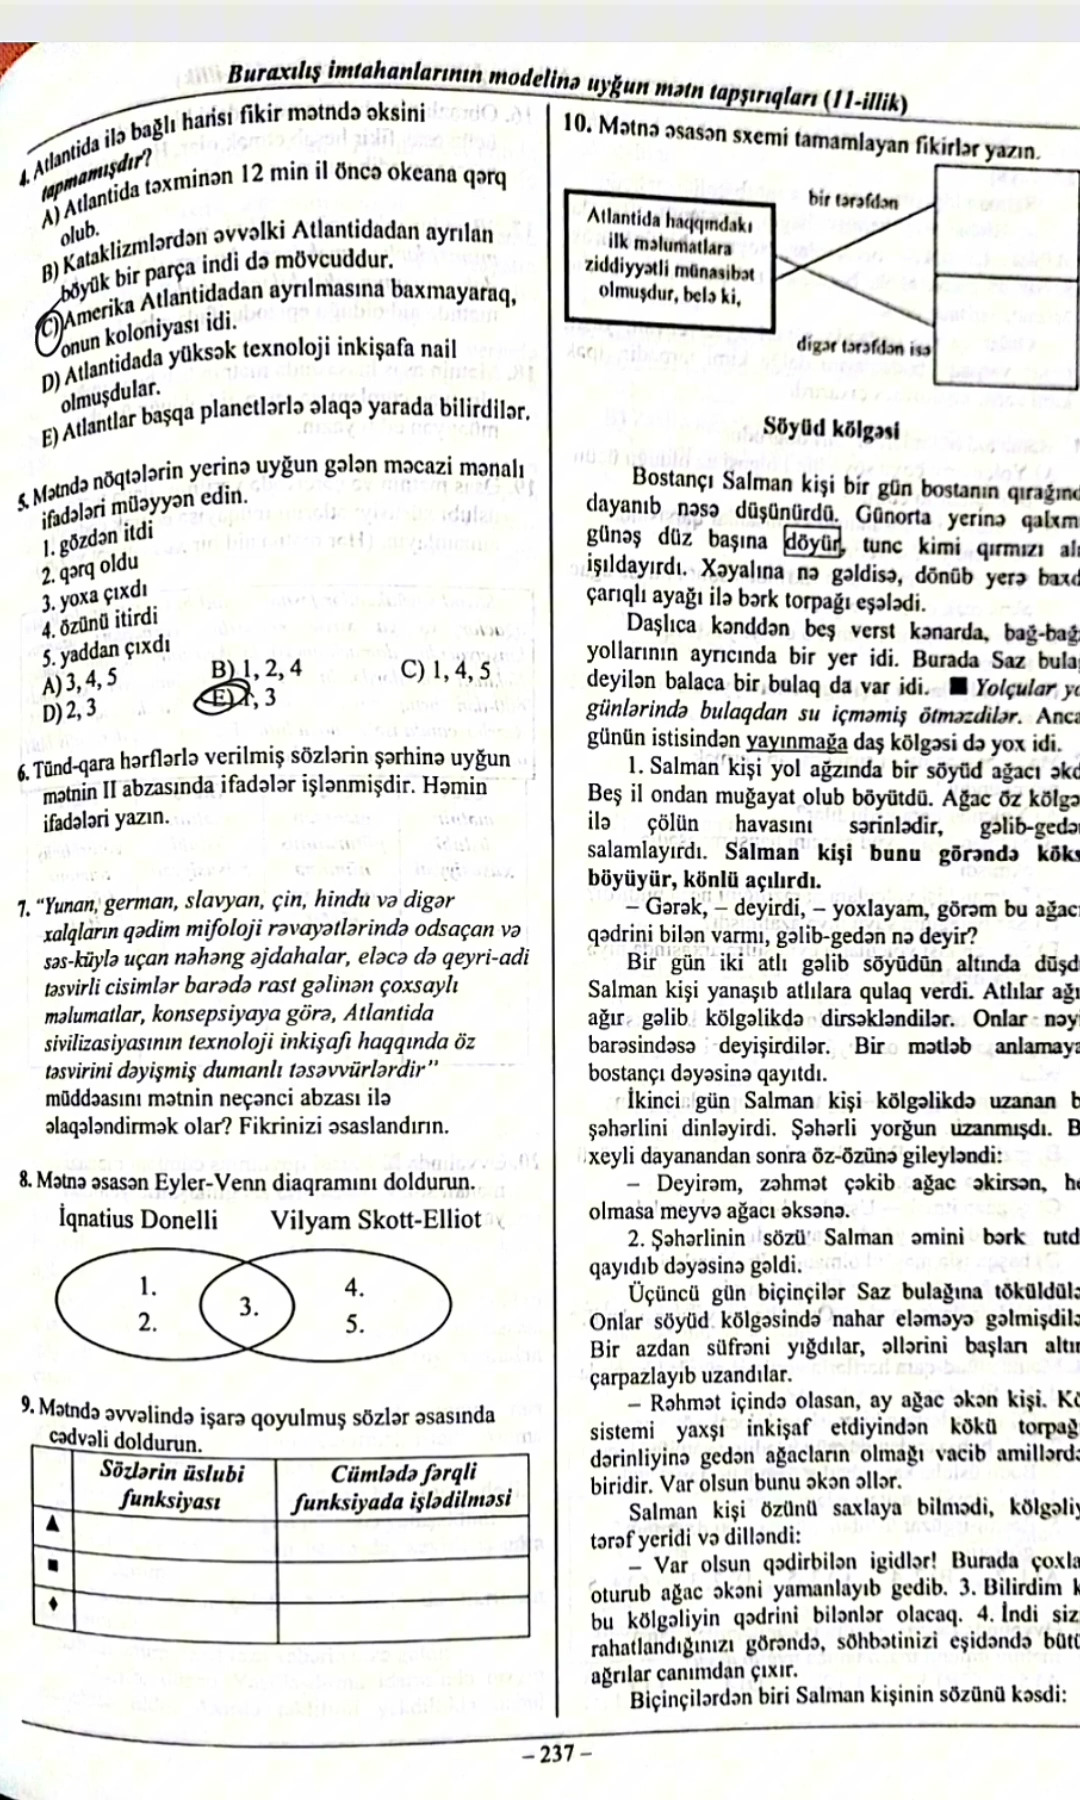 Buraxılış imtahanlarının modelinə uyğun mətn tapşırıqları (11-illik)
4. Atlantida ilə bağlı hansı fikir mətndə əksini
tapmamışdır?
A) Atlantida təxminən 12 min il öncə okeana qərq
olub.
B) Kataklizmlərdən əvvəlki Atlantidadan ayrılan
böyük bir parça indi də mövcuddur.
C) Amerika Atlantidadan ayrılmasına baxmayaraq,
onun koloniyası idi.
D) Atlantidada yüksək texnoloji inkişafa nail
olmuşdular.
E) Atlantlar başqa planetlərlə əlaqə yarada bilirdilər.
5. Mətndə nöqtələrin yerinə uyğun gələn məcazi mənalı
ifadələri müəyyən edin.
1. gözdən itdi
2. qərq oldu
3. yoxa çıxdı
4. özünü itirdi
5. yaddan çıxdı
A) 3, 4, 5 B) 1, 2, 4 C) 1, 4, 5
D) 2, 3 E) 1, 3
6. Tünd-qara hərflərlə verilmiş sözlərin şərhinə uyğun
mətnin II abzasında ifadələr işlənmişdir. Həmin
ifadələri yazın.
7. "Yunan, german, slavyan, çin, hindu və digər
xalqların qədim mifoloji rəvayətlərində odsaçan və
səs-küylə uçan nəhəng əjdahalar, eləcə də qeyri-adi
təsvirli cisimlər barədə rast gəlinən çoxsaylı
məlumatlar, konsepsiyaya görə, Atlantida
sivilizasiyasının texnoloji inkişafı haqqında öz
təsvirini dəyişmiş dumanlı təsəvvürlərdir"
müddəasını mətnin neçənci abzası ilə
əlaqələndirmək olar? Fikrinizi əsaslandırın.
8. Mətnə əsasən Eyler-Venn diaqramını doldurun.
İqnatius Donelli Vilyam Skott-Elliot
1. 4.
3.
2. 5.
9. Mətndə əvvəlində işarə qoyulmuş sözlər əsasında
cədvəli doldurun.
Sözlərin üslubi Cümlədə fərqli
funksiyası funksiyada işlədilməsi
▲
■
♦
10. Mətnə əsasən sxemi tamamlayan fikirlər yazın.
bir tərəfdən
Atlantida haqqındakı
ilk məlumatlara
ziddiyyətli münasibət
olmuşdur, belə ki,
digər tərəfdən isə
Söyüd kölgəsi
Bostançı Salman kişi bir gün bostanın qırağınd
dayanıb nəsə düşünürdü. Günorta yerinə qalxm
günəş düz başına döyür, tunc kimi qırmızı al
işıldayırdı. Xəyalına nə gəldisə, dönüb yerə baxd
çarıqlı ayağı ilə bərk torpağı eşələdi.
Daşlıca kənddən beş verst kənarda, bağ-bağ
yollarının ayrıcında bir yer idi. Burada Saz bula
deyilən balaca bir bulaq da var idi. ■ Yolçular y
günlərində bulaqdan su içməmiş ötməzdilər. Anc
günün istisindən yayınmağa daş kölgəsi də yox idi.
1. Salman kişi yol ağzında bir söyüd ağacı əkd
Beş il ondan muğayat olub böyütdü. Ağac öz kölgə
ilə çölün havasını sərinlədir, gəlib-gedə
salamlayırdı. Salman kişi bunu görəndə köks
böyüyür, könlü açılırdı.
– Gərək, – deyirdi, – yoxlayam, görəm bu ağac
qədrini bilən varmı, gəlib-gedən nə deyir?
Bir gün iki atlı gəlib söyüdün altında düşd
Salman kişi yanaşıb atlılara qulaq verdi. Atlılar ağı
ağır gəlib kölgəlikdə dirsəkləndilər. Onlar nəy
barəsindəsə deyişirdilər. Bir mətləb anlamay
bostançı dəyəsinə qayıtdı.
İkinci gün Salman kişi kölgəlikdə uzanan b
şəhərlini dinləyirdi. Şəhərli yorğun uzanmışdı. B
xeyli dayanandan sonra öz-özünə gileyləndi:
– Deyirəm, zəhmət çəkib ağac əkirsən, he
olmasa meyvə ağacı əksənə.
2. Şəhərlinin sözü Salman əmini bərk tutd
qayıdıb dəyəsinə gəldi.
Üçüncü gün biçinçilər Saz bulağına töküldül
Onlar söyüd kölgəsində nahar eləməyə gəlmişdil
Bir azdan süfrəni yığdılar, əllərini başları altı
çarpazlayıb uzandılar.
– Rəhmət içində olasan, ay ağac əkən kişi. Kö
sistemi yaxşı inkişaf etdiyindən kökü torpağ
dərinliyinə gedən ağacların olmağı vacib amillərd
biridir. Var olsun bunu əkən əllər.
Salman kişi özünü saxlaya bilmədi, kölgəliy
tərəf yeridi və dilləndi:
– Var olsun qədirbilən igidlər! Burada çoxla
oturub ağac əkəni yamanlayıb gedib. 3. Bilirdim k
bu kölgəliyin qədrini bilənlər olacaq. 4. İndi siz
rahatlandığınızı görəndə, söhbətinizi eşidəndə büt
ağrılar canımdan çıxır.
Biçinçilərdən biri Salman kişinin sözünü kəsdi:
– 237 –